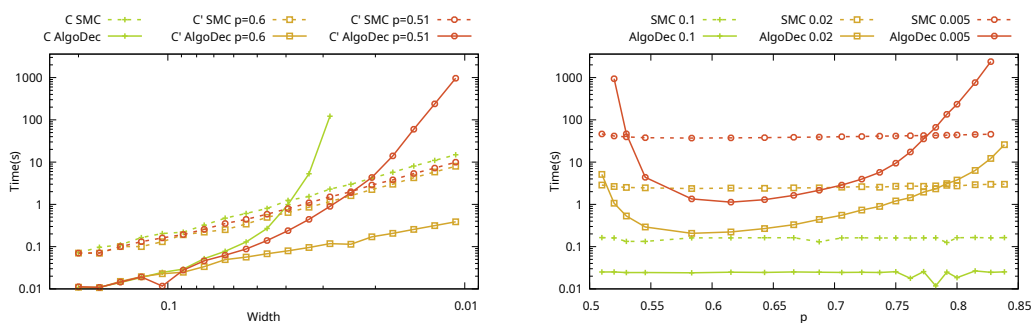 C SMC
C' SMC p=0.6
C' SMC p=0.51
C AlgoDec
C' AlgoDec p=0.6
C' AlgoDec p=0.51
Time(s)
1000
100
10
1
0.1
0.01
0.1
0.01
Width
SMC 0.1
SMC 0.02
SMC 0.005
AlgoDec 0.1
AlgoDec 0.02
AlgoDec 0.005
Time(s)
1000
100
10
1
0.1
0.01
0.5
0.55
0.6
0.65
0.7
0.75
0.8
0.85
p